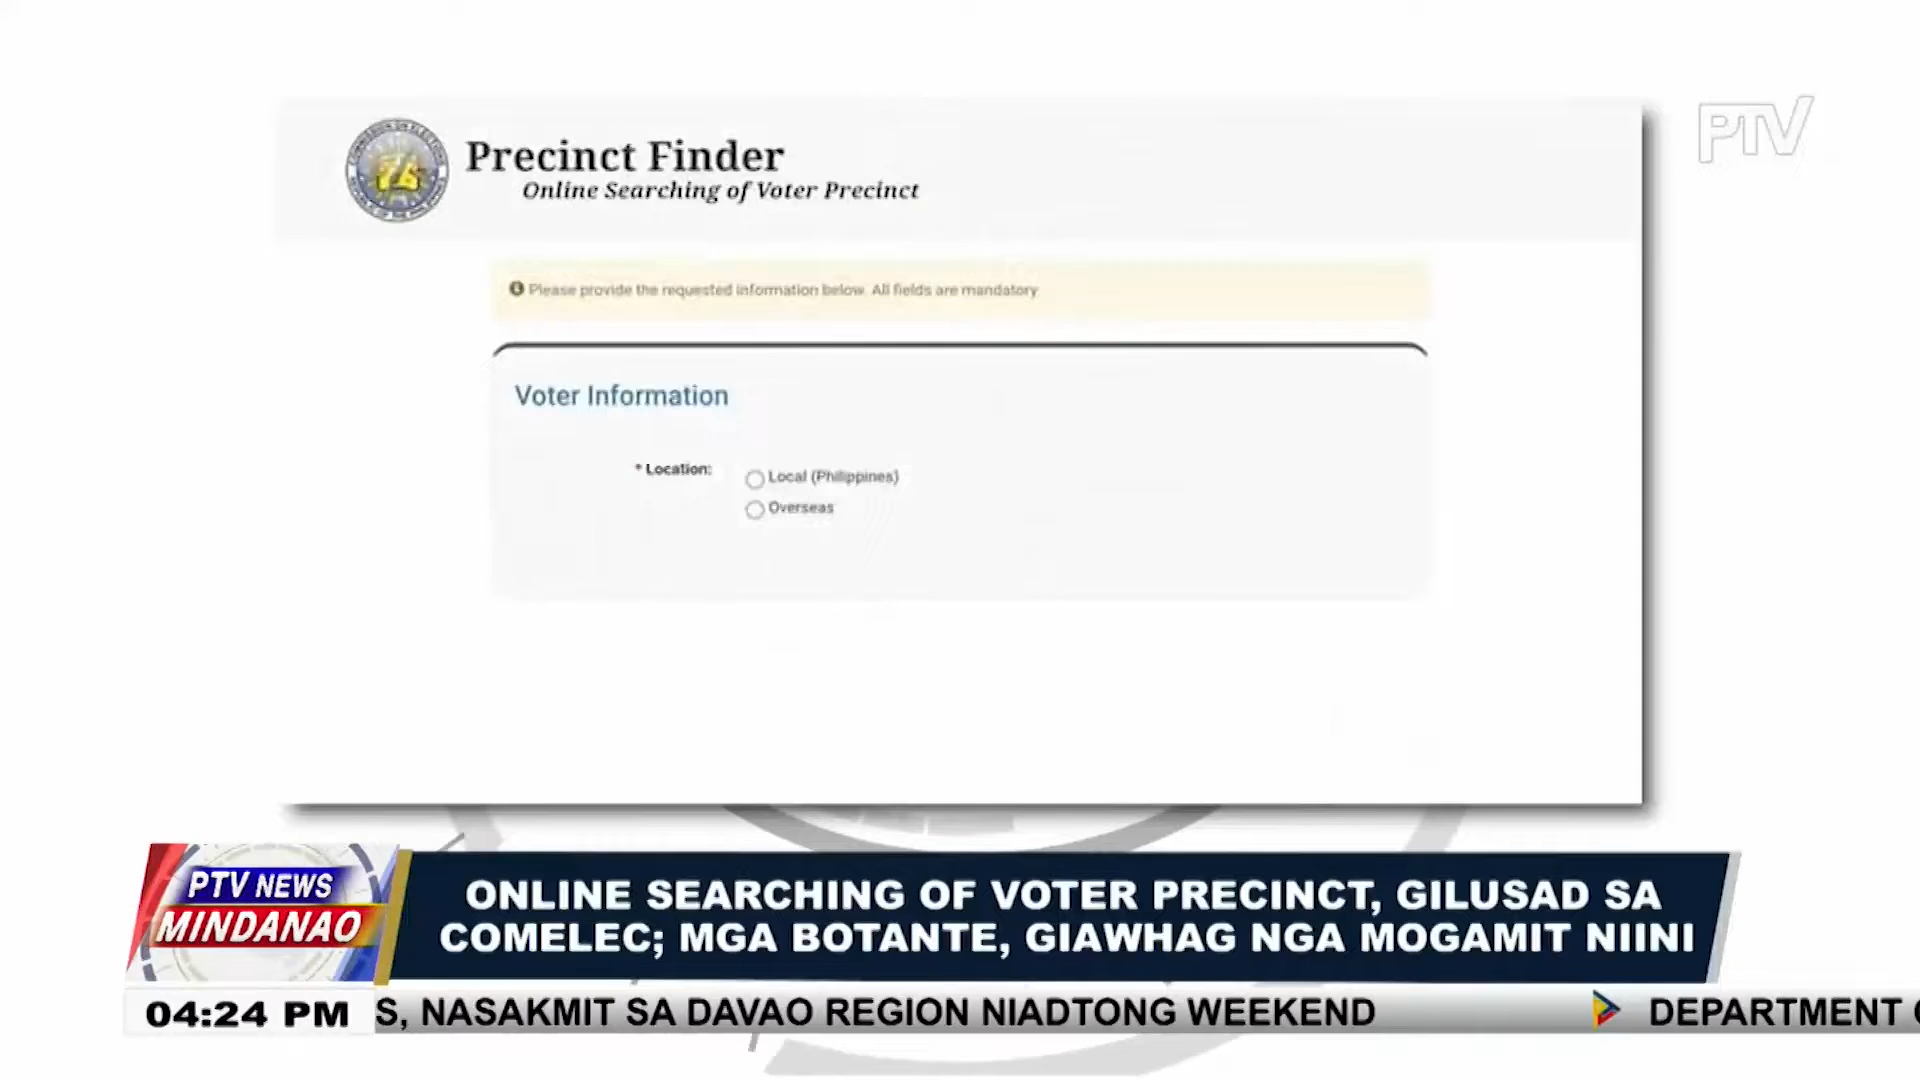 PTV
Precinct Finder
Online Searching of Voter Precinct
Please provide the requested information below. All fields are mandatory
Voter Information
* Location:
Local (Philippines)
Overseas
PTV NEWS
MINDANAO
ONLINE SEARCHING OF VOTER PRECINCT, GILUSAD SA
COMELEC; MGA BOTANTE, GIAWHAG NGA MOGAMIT NIINI
04:24 PM
S, NASAKMIT SA DAVAO REGION NIADTONG WEEKEND
DEPARTMENT